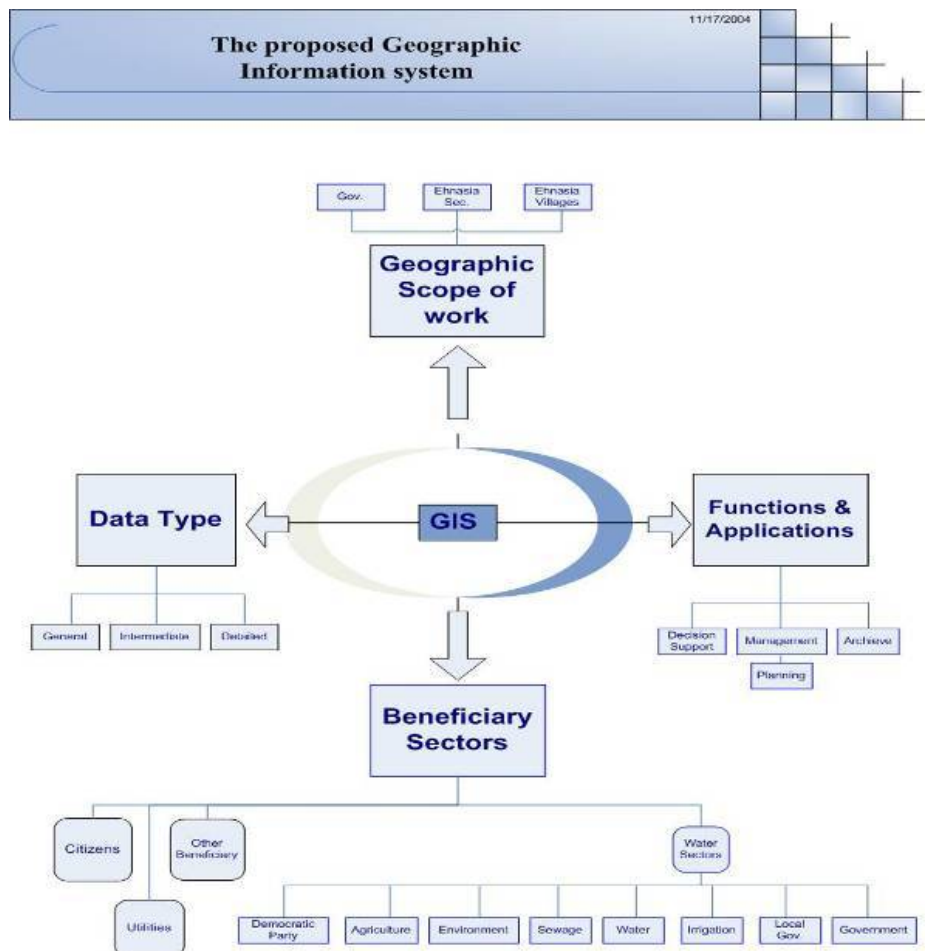 11/17/2004
The proposed Geographic
Information system
Gov.
Ehnasia
Sec.
Ehnasia
Villages
Geographic
Scope of
work
Data Type
GIS
Functions &
Applications
General
Intermediate
Detailed
Decision
Support
Management
Archieve
Planning
Beneficiary
Sectors
Citizens
Other
Beneficiary
Water
Sectors
Utilities
Democratic
Party
Agriculture
Environment
Sewage
Water
Irrigation
Local
Gov.
Government